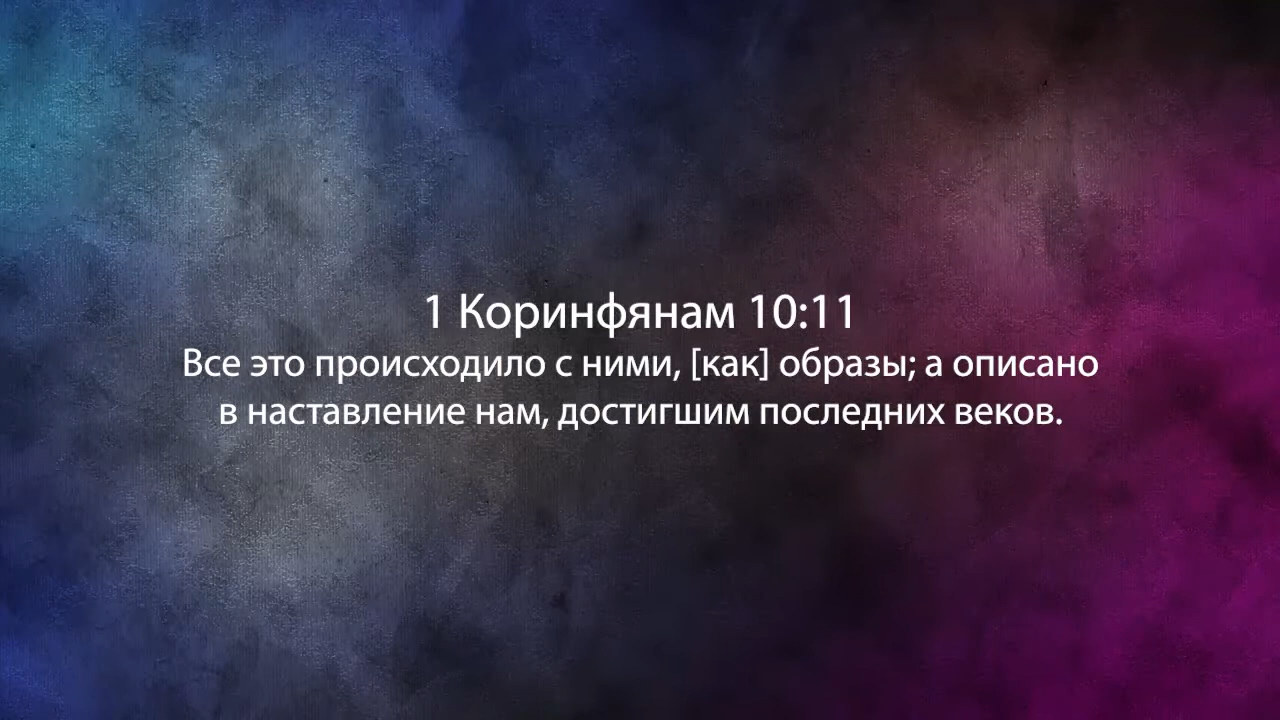 1 Коринфянам 10:11
Все это происходило с ними, [как] образы; а описано
в наставление нам, достигшим последних веков.